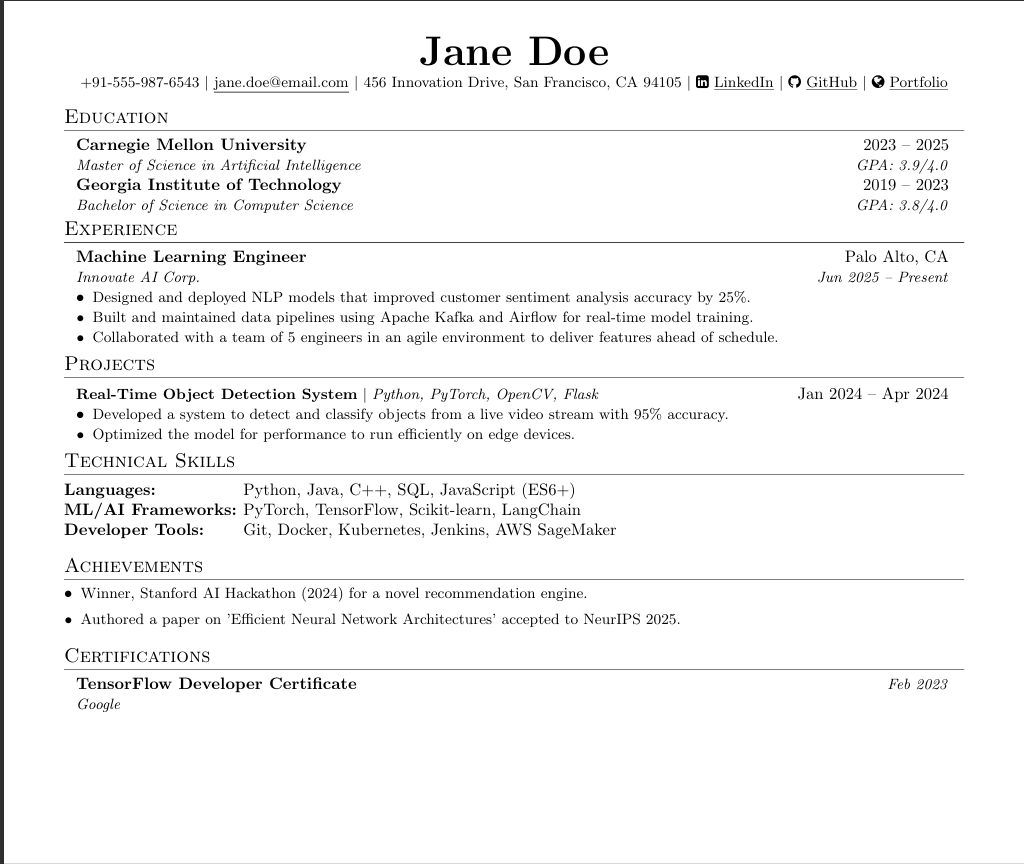 Jane Doe
+91-555-987-6543 | jane.doe@email.com | 456 Innovation Drive, San Francisco, CA 94105 | LinkedIn | GitHub | Portfolio
Education
Carnegie Mellon University 2023 – 2025
Master of Science in Artificial Intelligence GPA: 3.9/4.0
Georgia Institute of Technology 2019 – 2023
Bachelor of Science in Computer Science GPA: 3.8/4.0
Experience
Machine Learning Engineer Palo Alto, CA
Innovate AI Corp. Jun 2025 – Present
• Designed and deployed NLP models that improved customer sentiment analysis accuracy by 25%.
• Built and maintained data pipelines using Apache Kafka and Airflow for real-time model training.
• Collaborated with a team of 5 engineers in an agile environment to deliver features ahead of schedule.
Projects
Real-Time Object Detection System | Python, PyTorch, OpenCV, Flask Jan 2024 – Apr 2024
• Developed a system to detect and classify objects from a live video stream with 95% accuracy.
• Optimized the model for performance to run efficiently on edge devices.
Technical Skills
Languages: Python, Java, C++, SQL, JavaScript (ES6+)
ML/AI Frameworks: PyTorch, TensorFlow, Scikit-learn, LangChain
Developer Tools: Git, Docker, Kubernetes, Jenkins, AWS SageMaker
Achievements
• Winner, Stanford AI Hackathon (2024) for a novel recommendation engine.
• Authored a paper on ’Efficient Neural Network Architectures’ accepted to NeurIPS 2025.
Certifications
TensorFlow Developer Certificate Feb 2023
Google